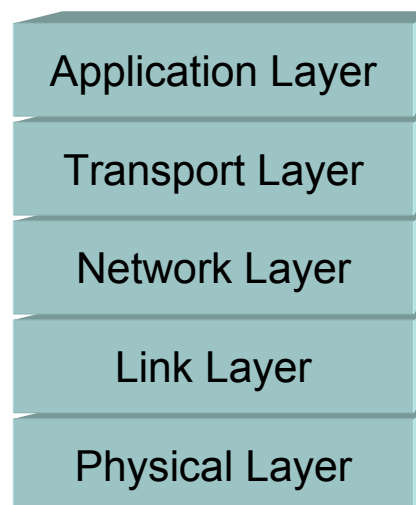 Application Layer
Transport Layer
Network Layer
Link Layer
Physical Layer